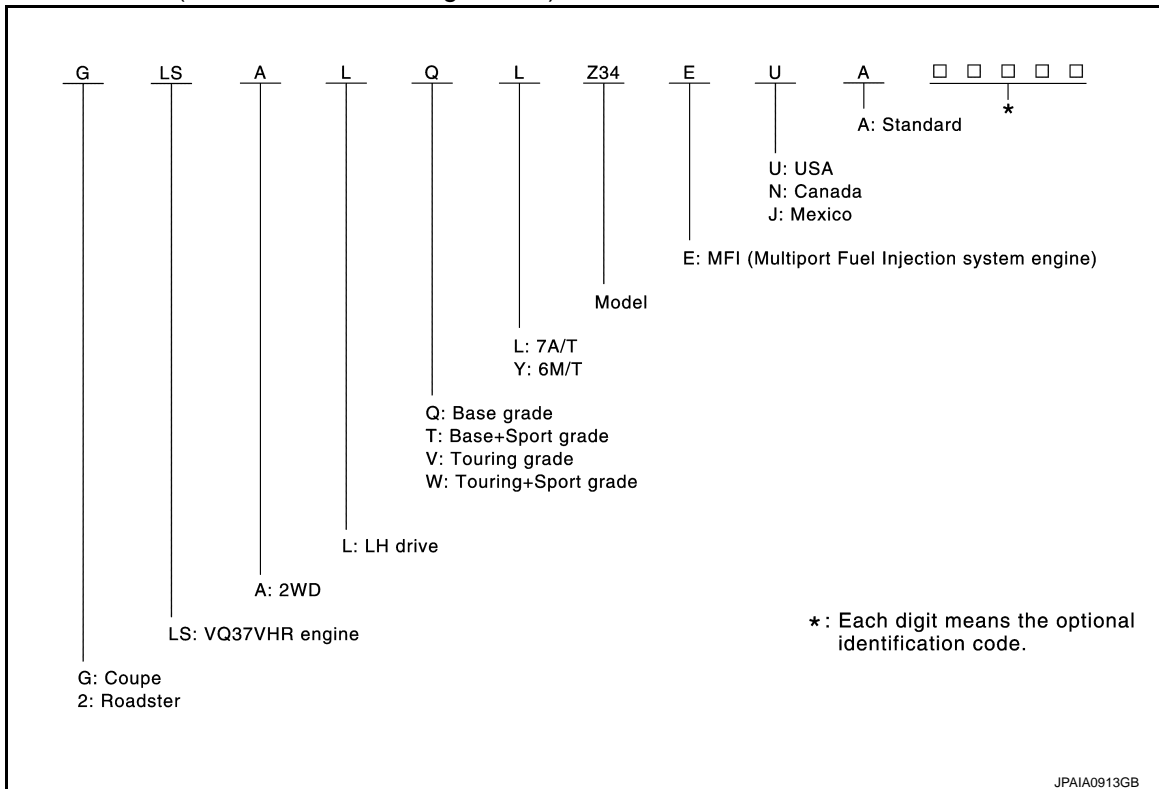 G LS A L Q L Z34 E U A □ □ □ □ □
*
A: Standard
U: USA
N: Canada
J: Mexico
E: MFI (Multiport Fuel Injection system engine)
Model
L: 7A/T
Y: 6M/T
Q: Base grade
T: Base+Sport grade
V: Touring grade
W: Touring+Sport grade
L: LH drive
A: 2WD
LS: VQ37VHR engine
*: Each digit means the optional
identification code.
G: Coupe
2: Roadster
JPAIA0913GB